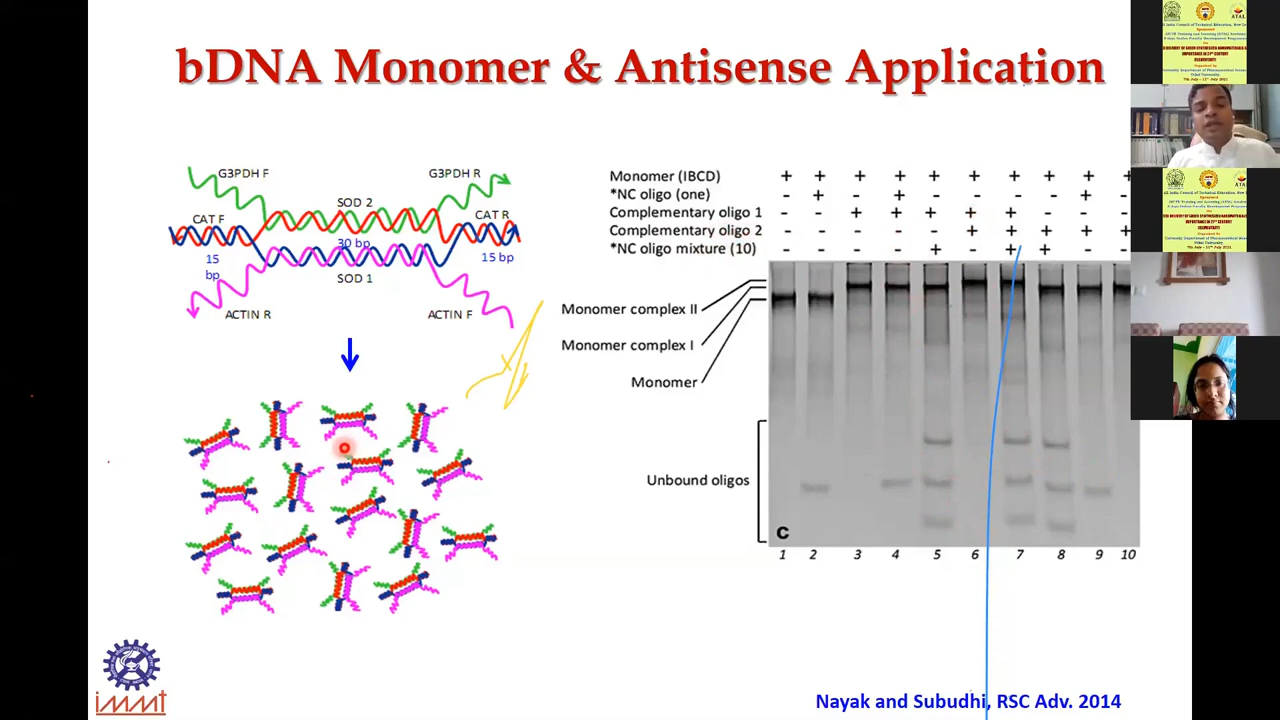 bDNA Monomer & Antisense Application
G3PDH F
G3PDH R
SOD 2
CAT F
CAT R
30 bp
15
bp
15 bp
SOD 1
ACTIN R
ACTIN F
Monomer (IBCD) + + + + + + + + + +
*NC oligo (one) - + - + - - - - + -
Complementary oligo 1 - - + + + + + - - -
Complementary oligo 2 - - - - - + + + + +
*NC oligo mixture (10) - - - - + - + + - -
Monomer complex II
Monomer complex I
Monomer
Unbound oligos
C
1 2 3 4 5 6 7 8 9 10
immt
Nayak and Subudhi, RSC Adv. 2014
ATAL
ATAL